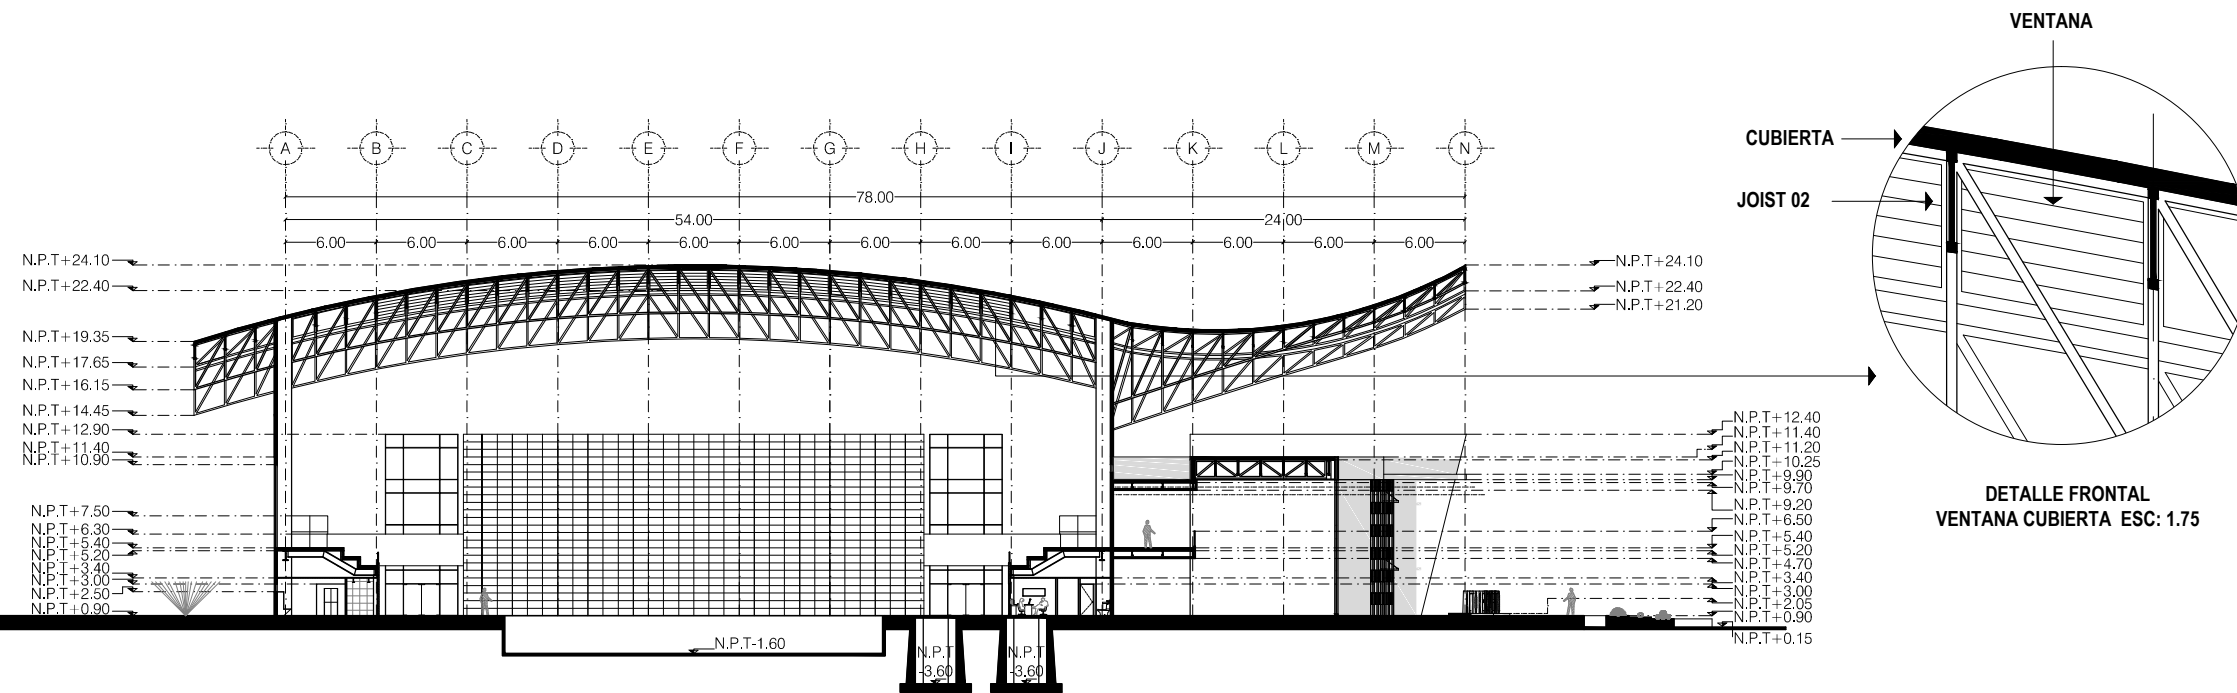 VENTANA
CUBIERTA
JOIST 02
A B C D E F G H I J K L M N
78.00
54.00 24.00
6.00 6.00 6.00 6.00 6.00 6.00 6.00 6.00 6.00 6.00 6.00 6.00 6.00
N.P.T+24.10
N.P.T+22.40
N.P.T+19.35
N.P.T+17.65
N.P.T+16.15
N.P.T+14.45
N.P.T+12.90
N.P.T+11.40
N.P.T+10.90
N.P.T+7.50
N.P.T+6.30
N.P.T+5.40
N.P.T+5.20
N.P.T+3.40
N.P.T+3.00
N.P.T+2.50
N.P.T+0.90
N.P.T-1.60
N.P.T
-3.60
N.P.T
-3.60
N.P.T+24.10
N.P.T+22.40
N.P.T+21.20
N.P.T+12.40
N.P.T+11.40
N.P.T+11.20
N.P.T+10.25
N.P.T+9.90
N.P.T+9.70
N.P.T+9.20
N.P.T+6.50
N.P.T+5.40
N.P.T+5.20
N.P.T+4.70
N.P.T+3.40
N.P.T+3.00
N.P.T+2.05
N.P.T+0.90
N.P.T+0.15
DETALLE FRONTAL
VENTANA CUBIERTA ESC: 1.75